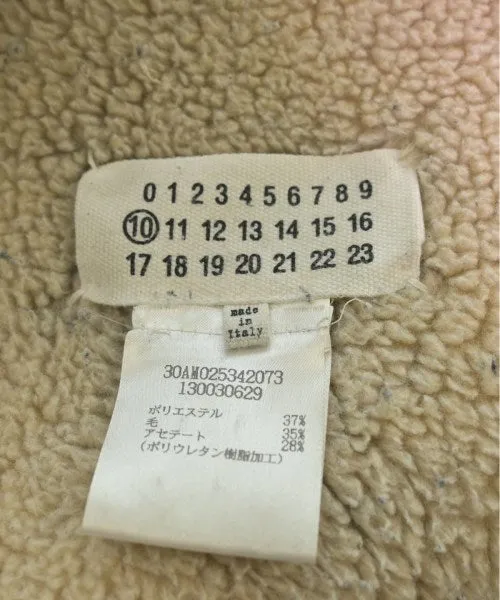 0 1 2 3 4 5 6 7 8 9
10 11 12 13 14 15 16
17 18 19 20 21 22 23
made
in
Italy
30AM025342073
130030629
ポリエステル 37%
毛 35%
アセテート 28%
(ポリウレタン樹脂加工)